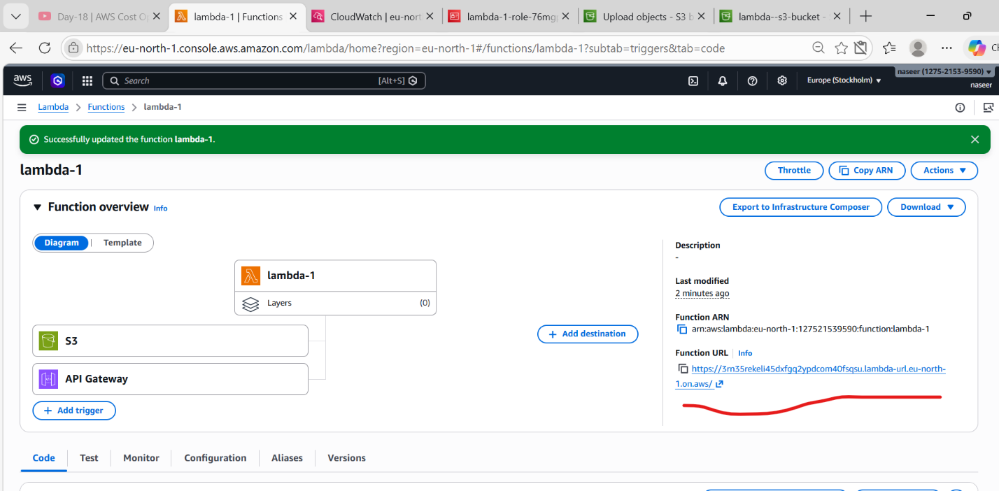 Day-18 | AWS Cost Op
lambda-1 | Functions
CloudWatch | eu-nort
lambda-1-role-76mg
Upload objects - S3 b
lambda--s3-bucket -
https://eu-north-1.console.aws.amazon.com/lambda/home?region=eu-north-1#/functions/lambda-1?subtab=triggers&tab=code
aws
Search
[Alt+S]
Europe (Stockholm)
naseer (1275-2153-9590)
naseer
Lambda > Functions > lambda-1
Successfully updated the function lambda-1.
lambda-1
Throttle
Copy ARN
Actions
Function overview Info
Export to Infrastructure Composer
Download
Diagram
Template
lambda-1
Layers (0)
S3
API Gateway
+ Add trigger
+ Add destination
Description
-
Last modified
2 minutes ago
Function ARN
arn:aws:lambda:eu-north-1:127521539590:function:lambda-1
Function URL | Info
https://3rn35rekeli45dxfgq2ypdcom40fsqsu.lambda-url.eu-north-
1.on.aws/
Code
Test
Monitor
Configuration
Aliases
Versions